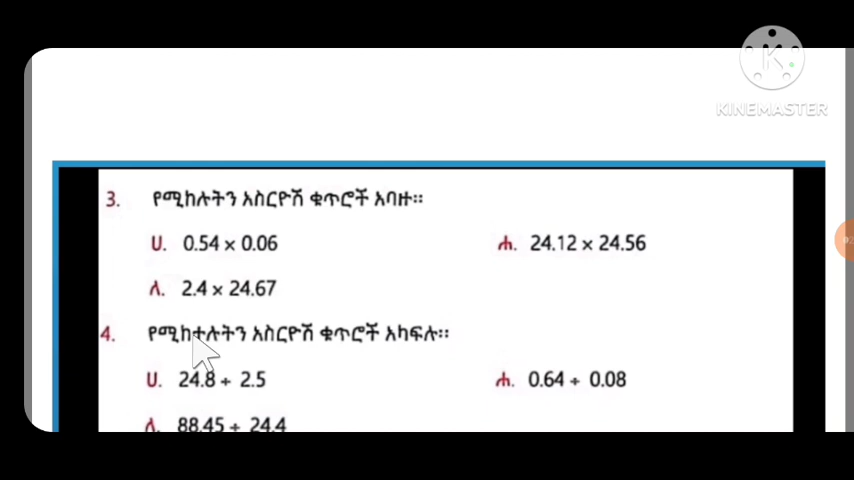 KINEMASTER
3. የሚከሉትን አስርዮሽ ቁጥሮች አባዙ፡፡
ሀ. 0.54 × 0.06 ሐ. 24.12 × 24.56
ለ. 2.4 × 24.67
4. የሚከተሉትን አስርዮሽ ቁጥሮች አካፍሉ፡፡
ሀ. 24.8 ÷ 2.5 ሐ. 0.64 ÷ 0.08
ለ. 88.45 ÷ 24.4